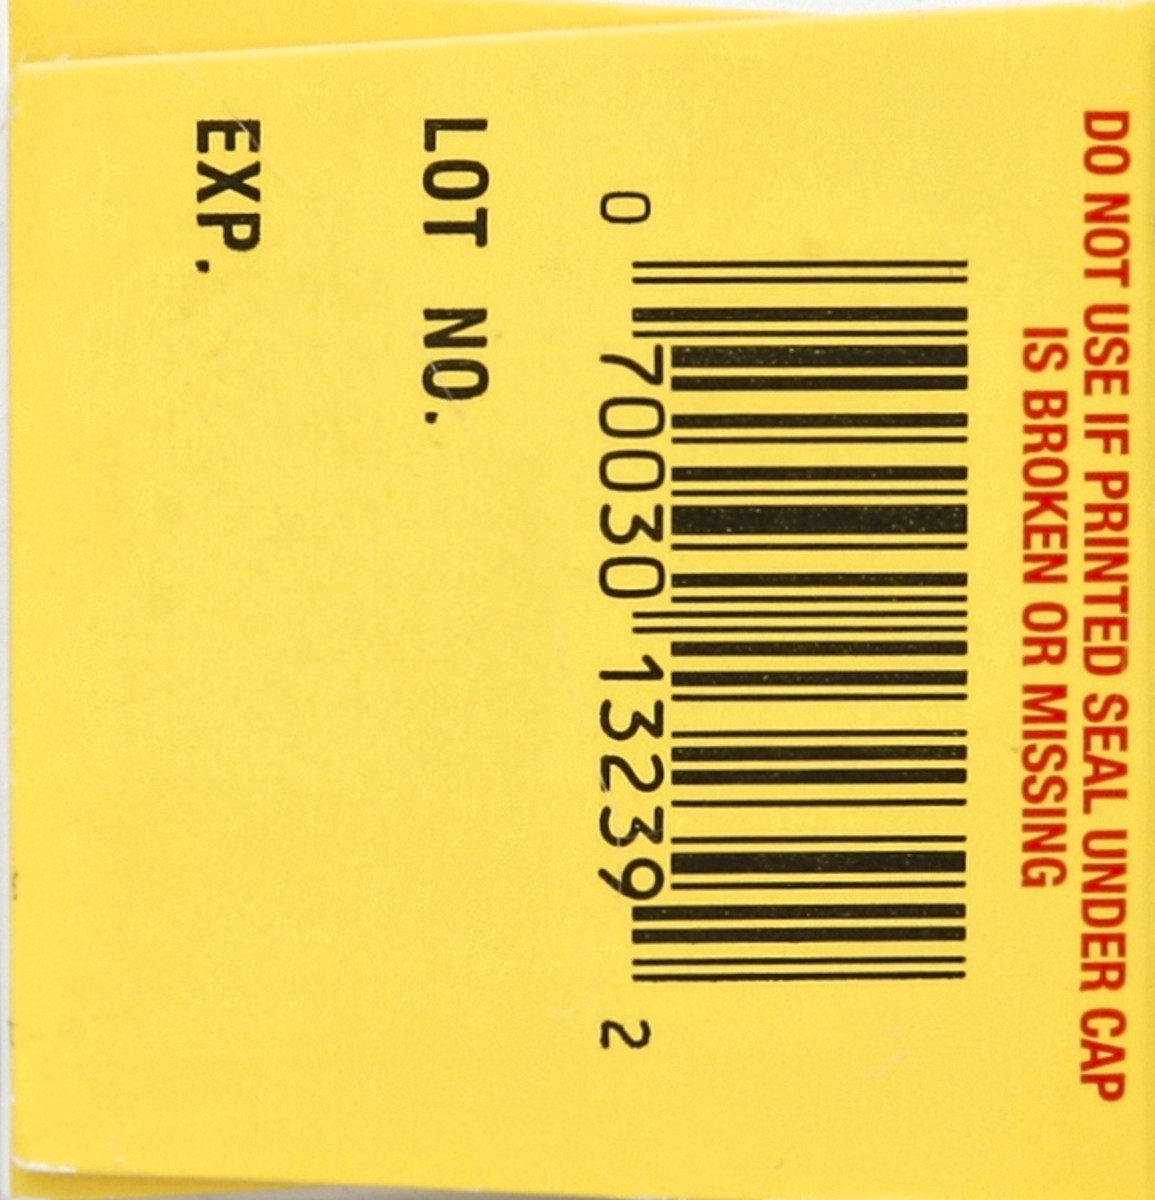 DO NOT USE IF PRINTED SEAL UNDER CAP
IS BROKEN OR MISSING
0 70030 13239 2
LOT NO.
EXP.